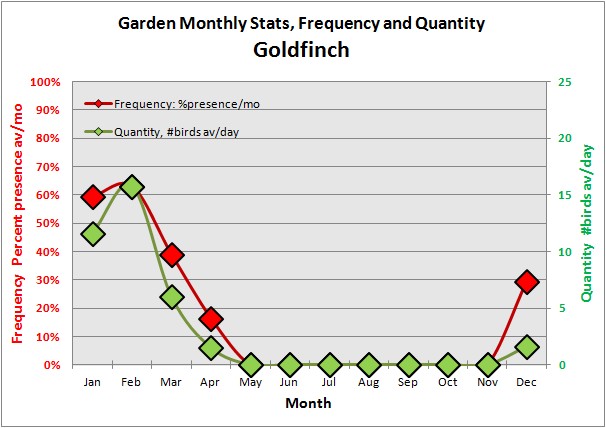 Garden Monthly Stats, Frequency and Quantity
Goldfinch
Frequency: %presence/mo
Quantity, #birds av/day
Frequency  Percent presence av/mo
100%
90%
80%
70%
60%
50%
40%
30%
20%
10%
0%
25
20
15
10
5
0
Quantity  #birds av/day
Jan Feb Mar Apr May Jun Jul Aug Sep Oct Nov Dec
Month